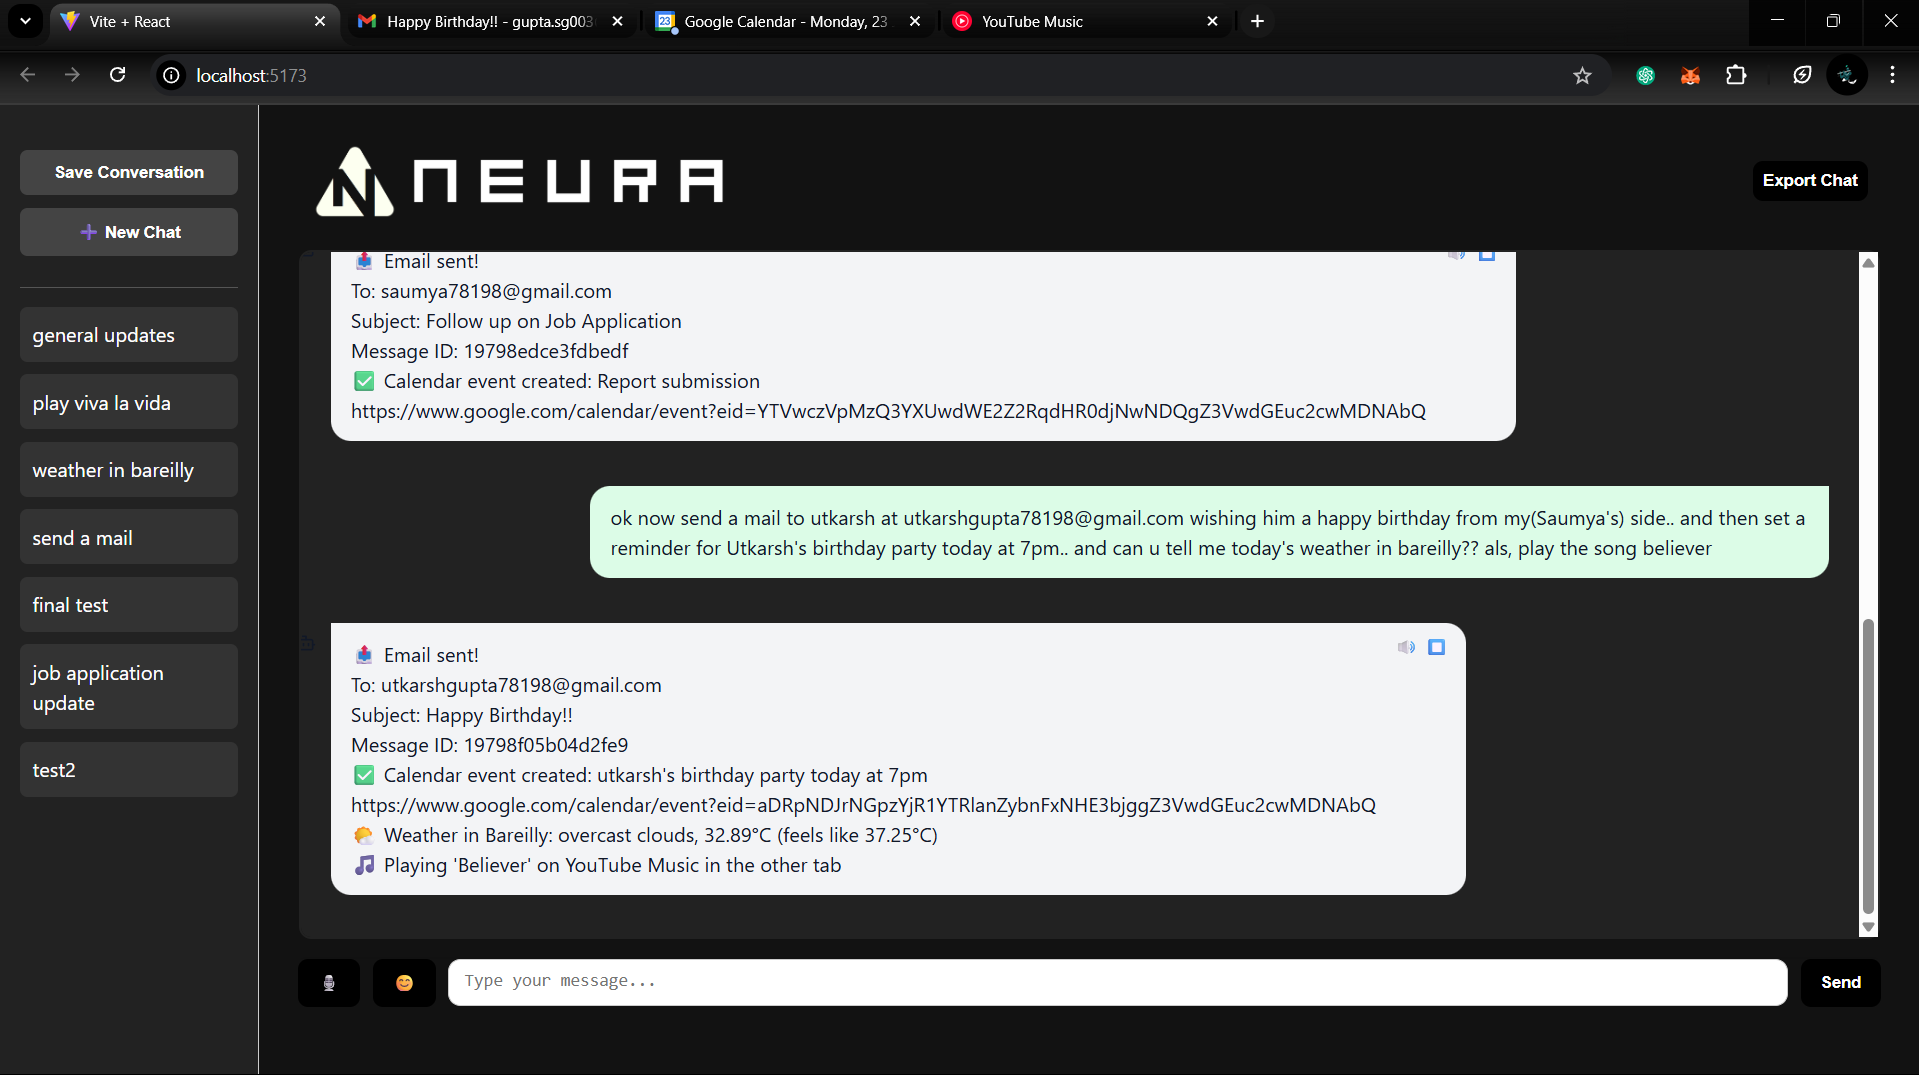 Vite + React
Happy Birthday!! - gupta.sg003
Google Calendar - Monday, 23
YouTube Music
localhost:5173
Save Conversation
➕ New Chat
general updates
play viva la vida
weather in bareilly
send a mail
final test
job application
update
test2
NEURA
Export Chat
📤 Email sent!
To: saumya78198@gmail.com
Subject: Follow up on Job Application
Message ID: 19798edce3fdbedf
✅ Calendar event created: Report submission
https://www.google.com/calendar/event?eid=YTVwczVpMzQ3YXUwdWE2Z2RqdHR0djNwNDQgZ3VwdGEuc2cwMDNAbQ
ok now send a mail to utkarsh at utkarshgupta78198@gmail.com wishing him a happy birthday from my(Saumya's) side.. and then set a
reminder for Utkarsh's birthday party today at 7pm.. and can u tell me today's weather in bareilly?? als, play the song believer
📤 Email sent!
To: utkarshgupta78198@gmail.com
Subject: Happy Birthday!!
Message ID: 19798f05b04d2fe9
✅ Calendar event created: utkarsh's birthday party today at 7pm
https://www.google.com/calendar/event?eid=aDRpNDJrNGpzYjR1YTRlanZybnFxNHE3bjggZ3VwdGEuc2cwMDNAbQ
🌤️ Weather in Bareilly: overcast clouds, 32.89°C (feels like 37.25°C)
🎵 Playing 'Believer' on YouTube Music in the other tab
Type your message...
Send